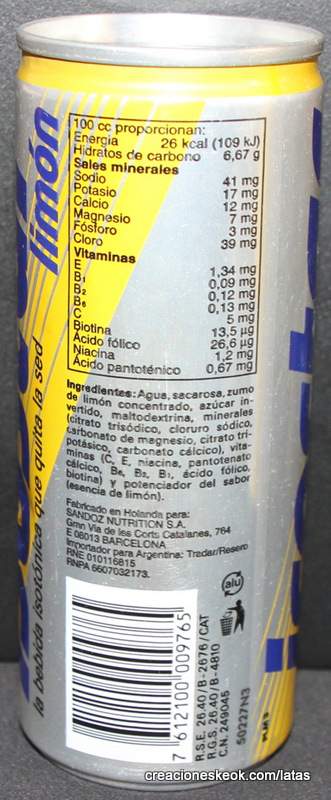 limón
la bebida isotónica que quita la sed
100 cc proporcionan:
Energía 26 kcal (109 kJ)
Hidratos de carbono 6,67 g
Sales minerales
Sodio 41 mg
Potasio 17 mg
Calcio 12 mg
Magnesio 7 mg
Fósforo 3 mg
Cloro 39 mg
Vitaminas
E 1,34 mg
B₁ 0,09 mg
B₂ 0,12 mg
B₆ 0,13 mg
C 5 mg
Biotina 13,5 µg
Ácido fólico 26,6 µg
Niacina 1,2 mg
Ácido pantoténico 0,67 mg
Ingredientes: Agua, sacarosa, zumo
de limón concentrado, azúcar in-
vertido, maltodextrina, minerales
(citrato trisódico, cloruro sódico,
carbonato de magnesio, citrato tri-
potásico, carbonato cálcico), vita-
minas (C, E, niacina, pantotenato
cálcico, B₆, B₂, B₁, ácido fólico,
biotina) y potenciador del sabor
(esencia de limón).
Fabricado en Holanda para:
SANDOZ NUTRITION S.A.
Gran Vía de les Corts Catalanes, 764
E 08013 BARCELONA
Importador para Argentina: Tradar/Resero
RNE 010116815
RNPA 6607032173.
alu
7 612100 009765
R.S.E. 26.40/B-2676/CAT
R.G.S. 26.40/B-4810
C.N. 249045
50227N3
creacioneskeok.com/latas